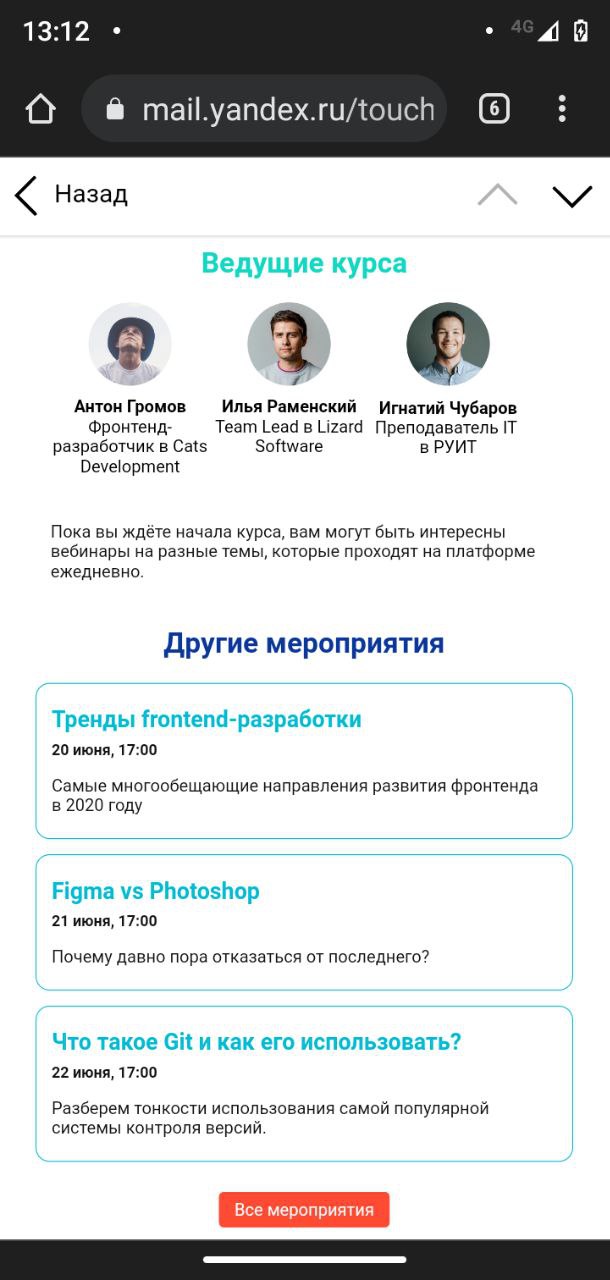 13:12
4G
mail.yandex.ru/touch
6
Назад
Ведущие курса
Антон Громов
Фронтенд-
разработчик в Cats
Development
Илья Раменский
Team Lead в Lizard
Software
Игнатий Чубаров
Преподаватель IT
в РУИТ
Пока вы ждёте начала курса, вам могут быть интересны
вебинары на разные темы, которые проходят на платформе
ежедневно.
Другие мероприятия
Тренды frontend-разработки
20 июня, 17:00
Самые многообещающие направления развития фронтенда
в 2020 году
Figma vs Photoshop
21 июня, 17:00
Почему давно пора отказаться от последнего?
Что такое Git и как его использовать?
22 июня, 17:00
Разберем тонкости использования самой популярной
системы контроля версий.
Все мероприятия